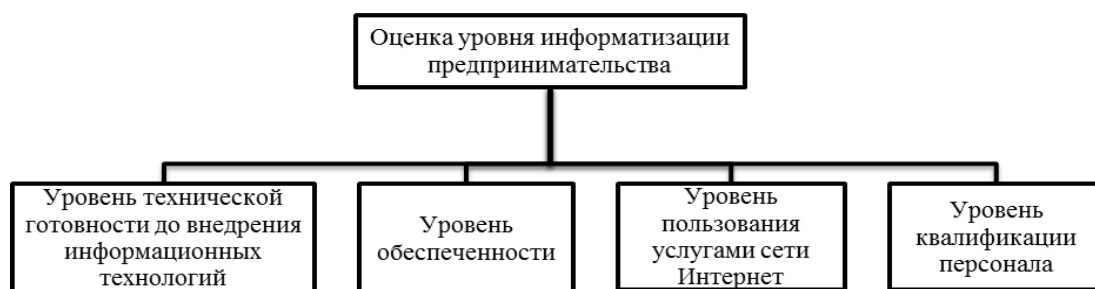 Оценка уровня информатизации
предпринимательства
Уровень технической
готовности до внедрения
информационных
технологий
Уровень
обеспеченности
Уровень
пользования
услугами сети
Интернет
Уровень
квалификации
персонала